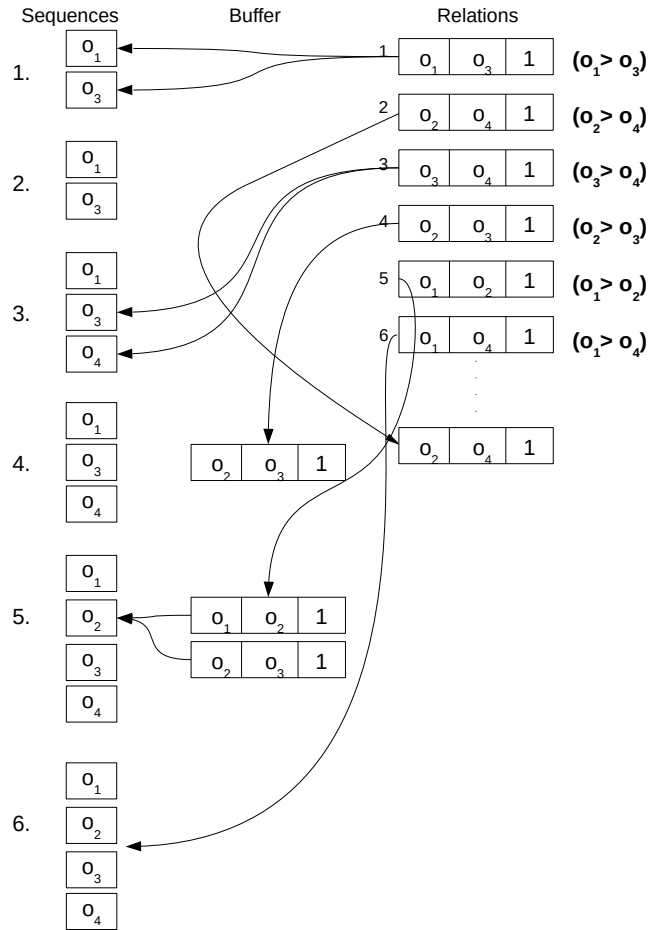 Sequences Buffer Relations
1.
o1
o3
1 o1 o3 1 (o1> o3)
2 o2 o4 1 (o2> o4)
2.
o1
o3
3 o3 o4 1 (o3> o4)
4 o2 o3 1 (o2> o3)
3.
o1
o3
o4
5 o1 o2 1 (o1> o2)
6 o1 o4 1 (o1> o4)
o2 o4 1
4.
o1
o3
o4
o2 o3 1
5.
o1
o2
o3
o4
o1 o2 1
o2 o3 1
6.
o1
o2
o3
o4